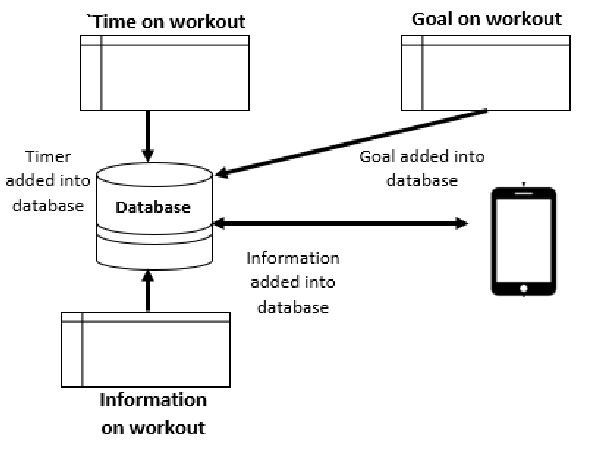 `Time on workout
Goal on workout
Timer
added into
database
Goal added into
database
Database
Information
added into
database
Information
on workout